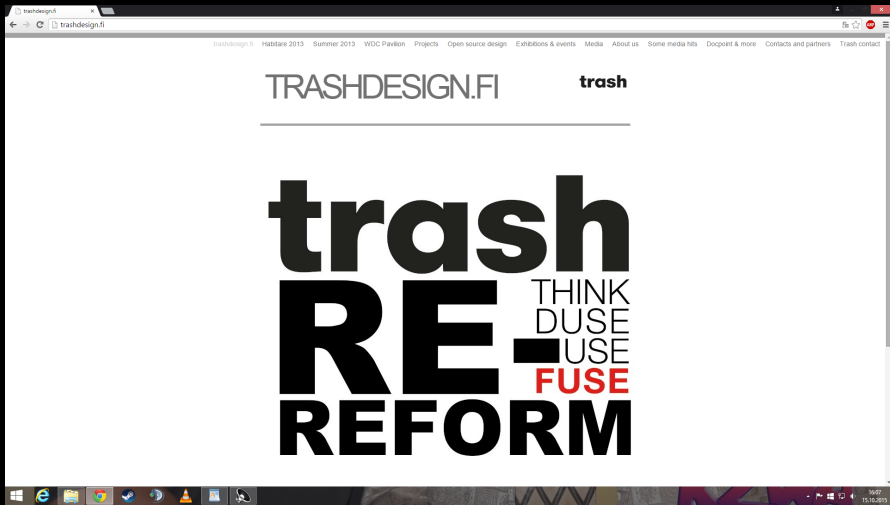 trashdesign.fi
trashdesign.fi
trashdesign.fi Habitare 2013 Summer 2013 WDC Pavilion Projects Open source design Exhibitions & events Media About us Some media hits Docpoint & more Contacts and partners Trash contact
TRASHDESIGN.FI trash
trash
RE-
THINK
DUSE
USE
FUSE
REFORM
16:07
15.10.2015